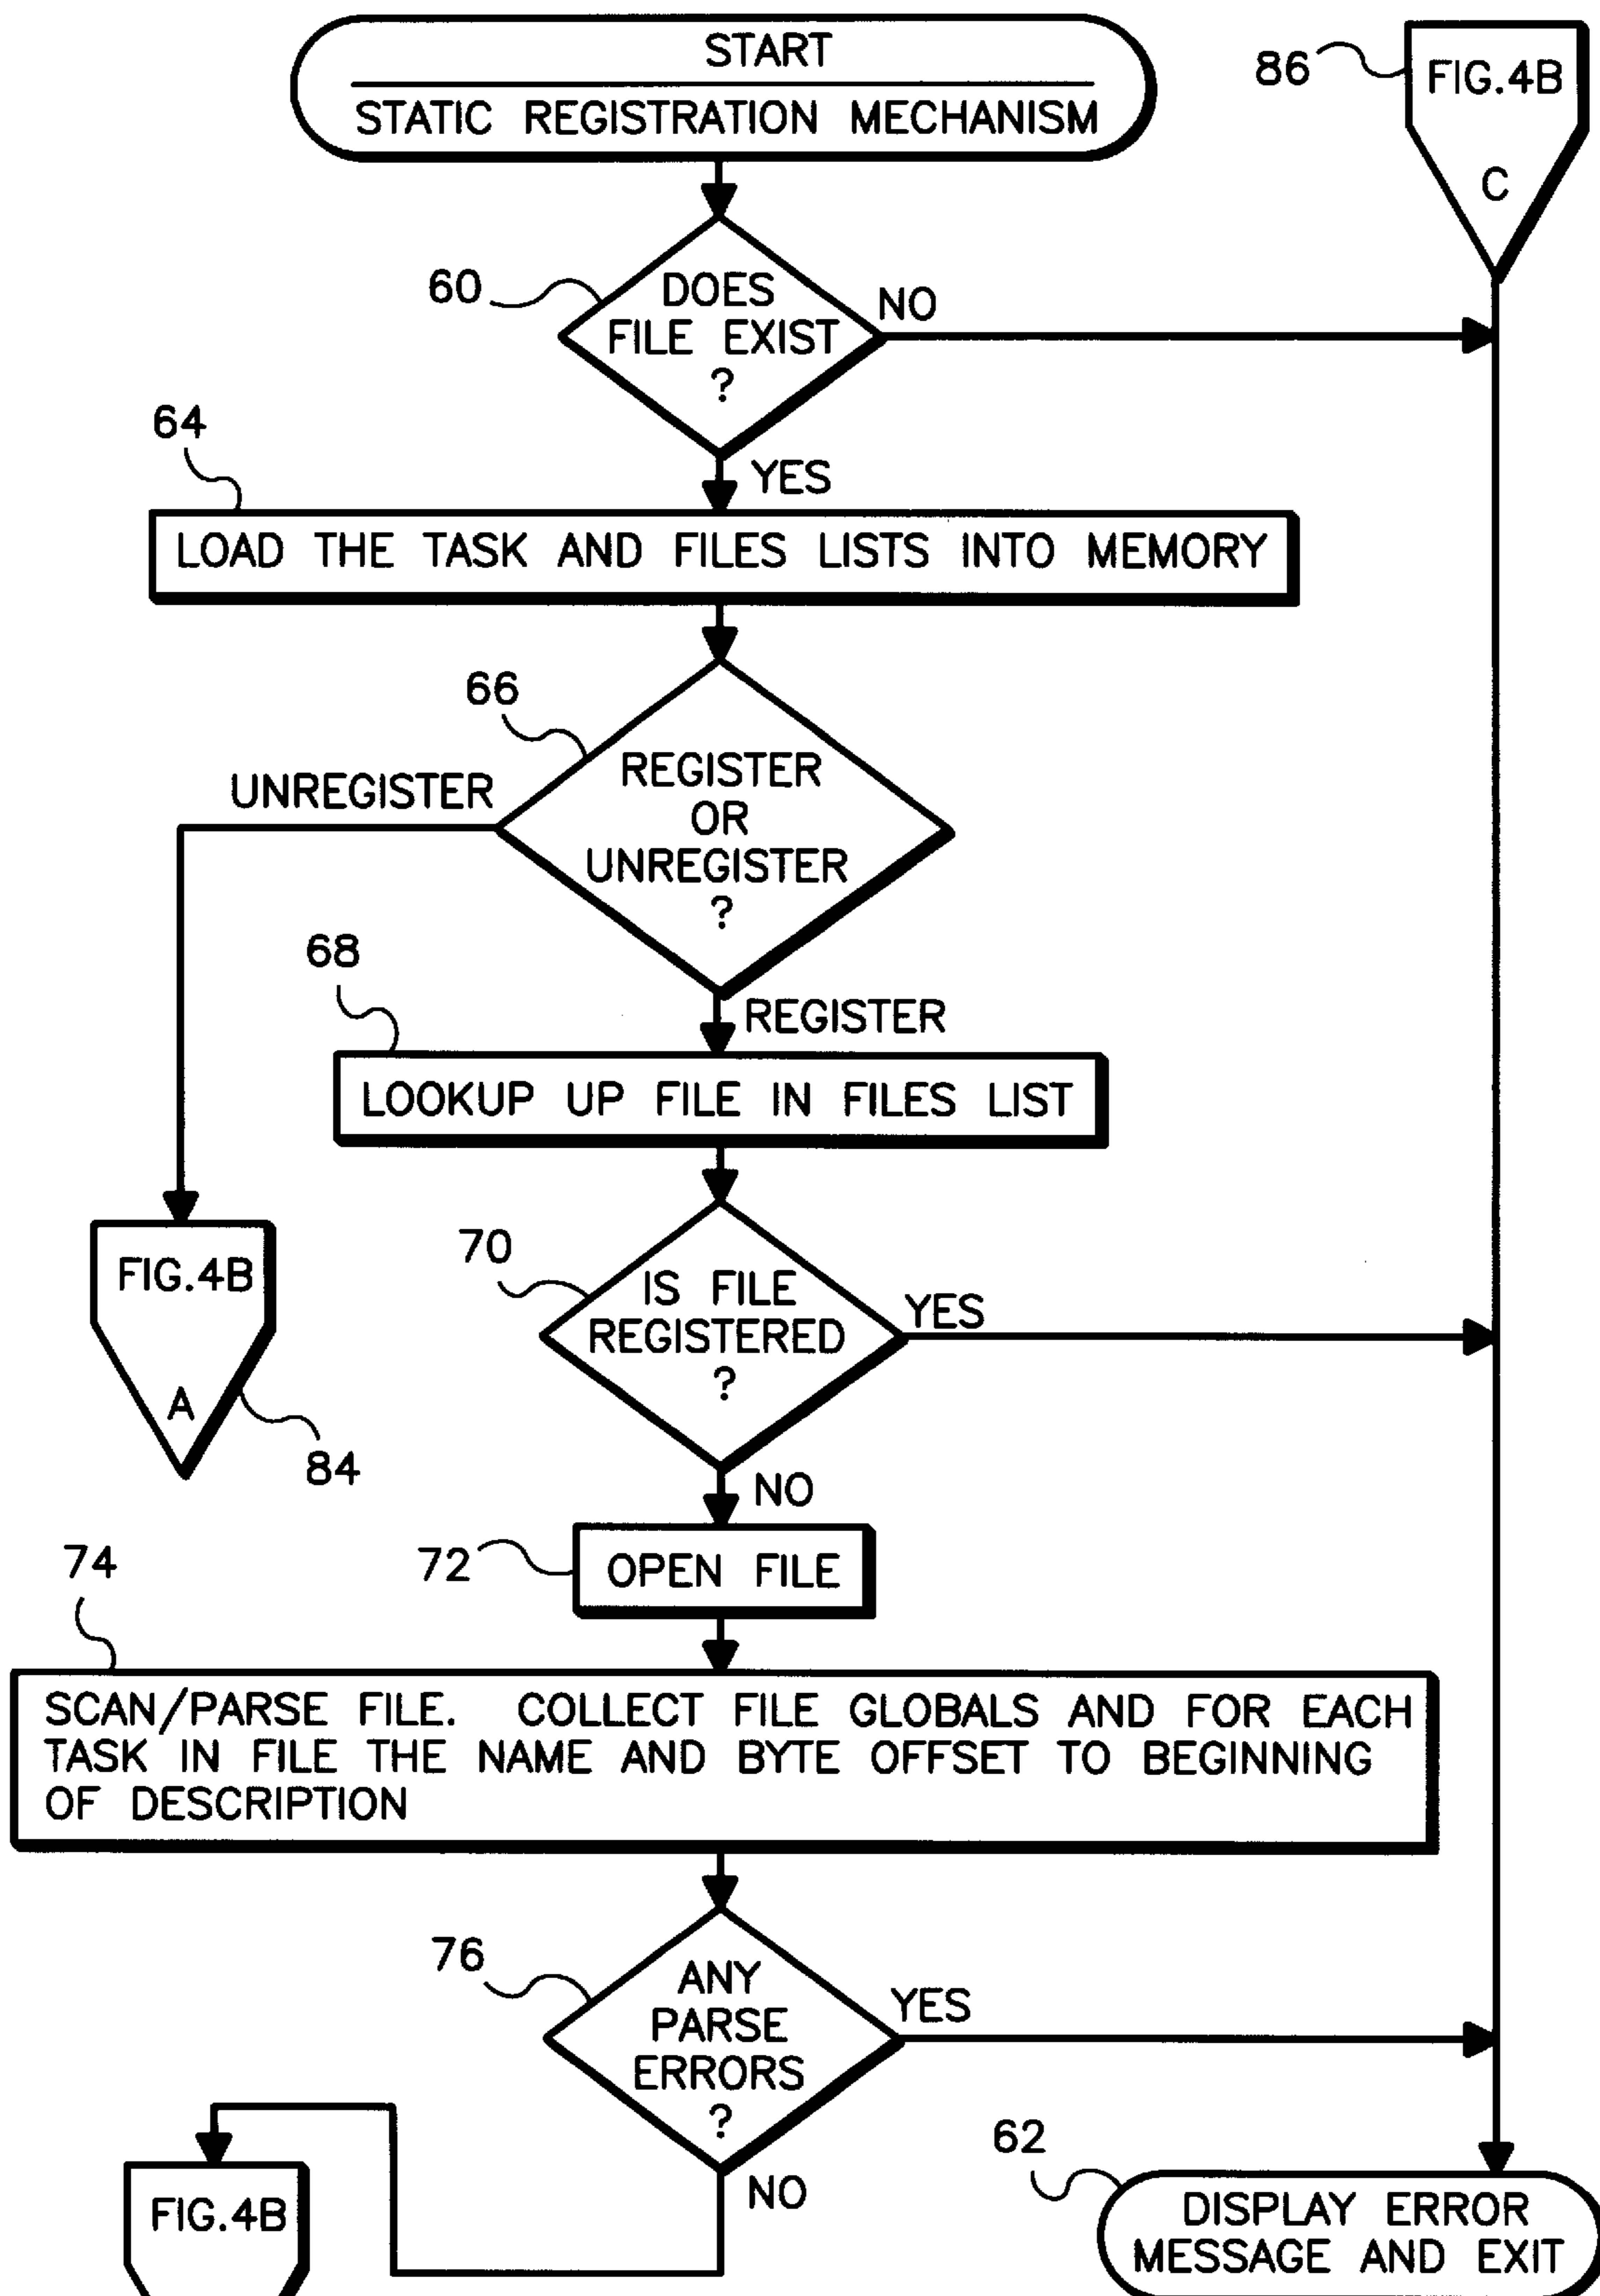 START
STATIC REGISTRATION MECHANISM
86
FIG.4B
C
60
DOES
FILE EXIST
?
NO
YES
64
LOAD THE TASK AND FILES LISTS INTO MEMORY
66
REGISTER
OR
UNREGISTER
?
UNREGISTER
REGISTER
68
LOOKUP UP FILE IN FILES LIST
FIG.4B
A
84
70
IS FILE
REGISTERED
?
YES
NO
72
OPEN FILE
74
SCAN/PARSE FILE. COLLECT FILE GLOBALS AND FOR EACH
TASK IN FILE THE NAME AND BYTE OFFSET TO BEGINNING
OF DESCRIPTION
76
ANY
PARSE
ERRORS
?
YES
NO
FIG.4B
62
DISPLAY ERROR
MESSAGE AND EXIT